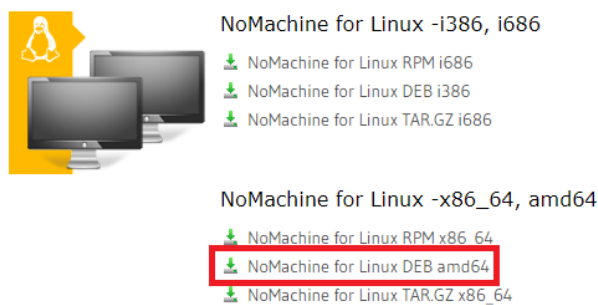 NoMachine for Linux -i386, i686
NoMachine for Linux RPM i686
NoMachine for Linux DEB i386
NoMachine for Linux TAR.GZ i686
NoMachine for Linux -x86_64, amd64
NoMachine for Linux RPM x86_64
NoMachine for Linux DEB amd64
NoMachine for Linux TAR.GZ x86_64